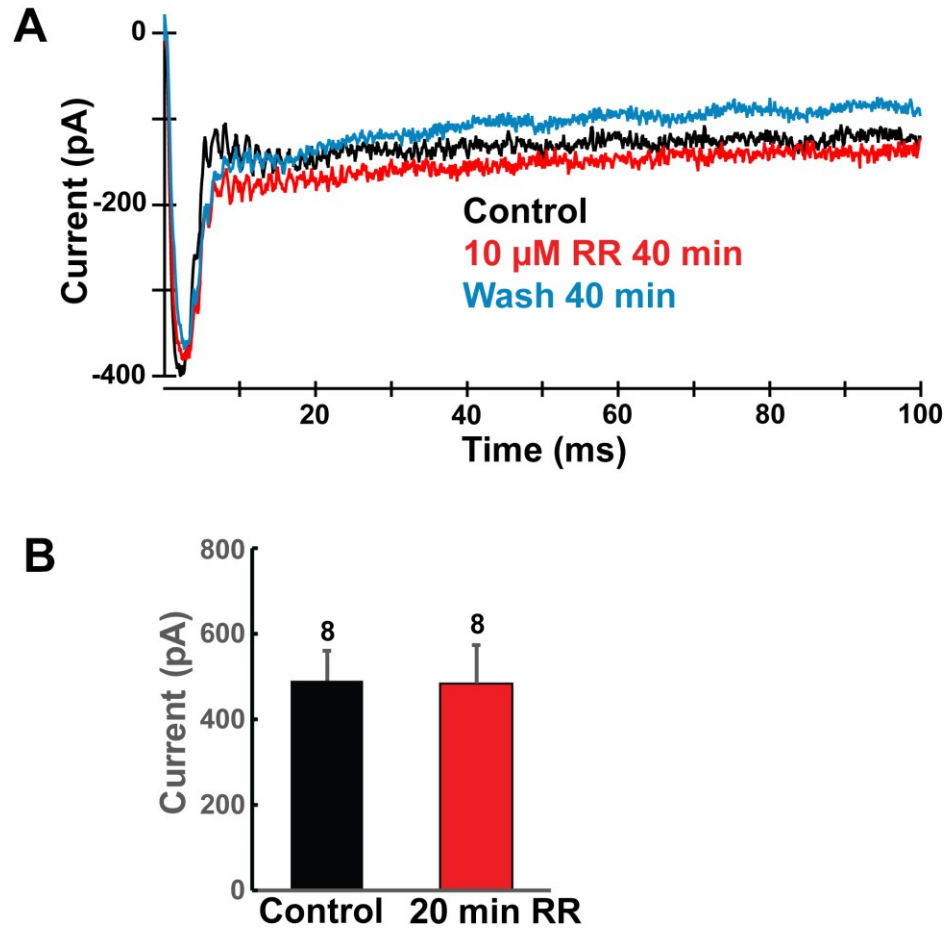 A
Current (pA)
0
-200
-400
Control
10 µM RR 40 min
Wash 40 min
20
40
60
80
100
Time (ms)
B
Current (pA)
800
600
400
200
0
8
8
Control
20 min RR